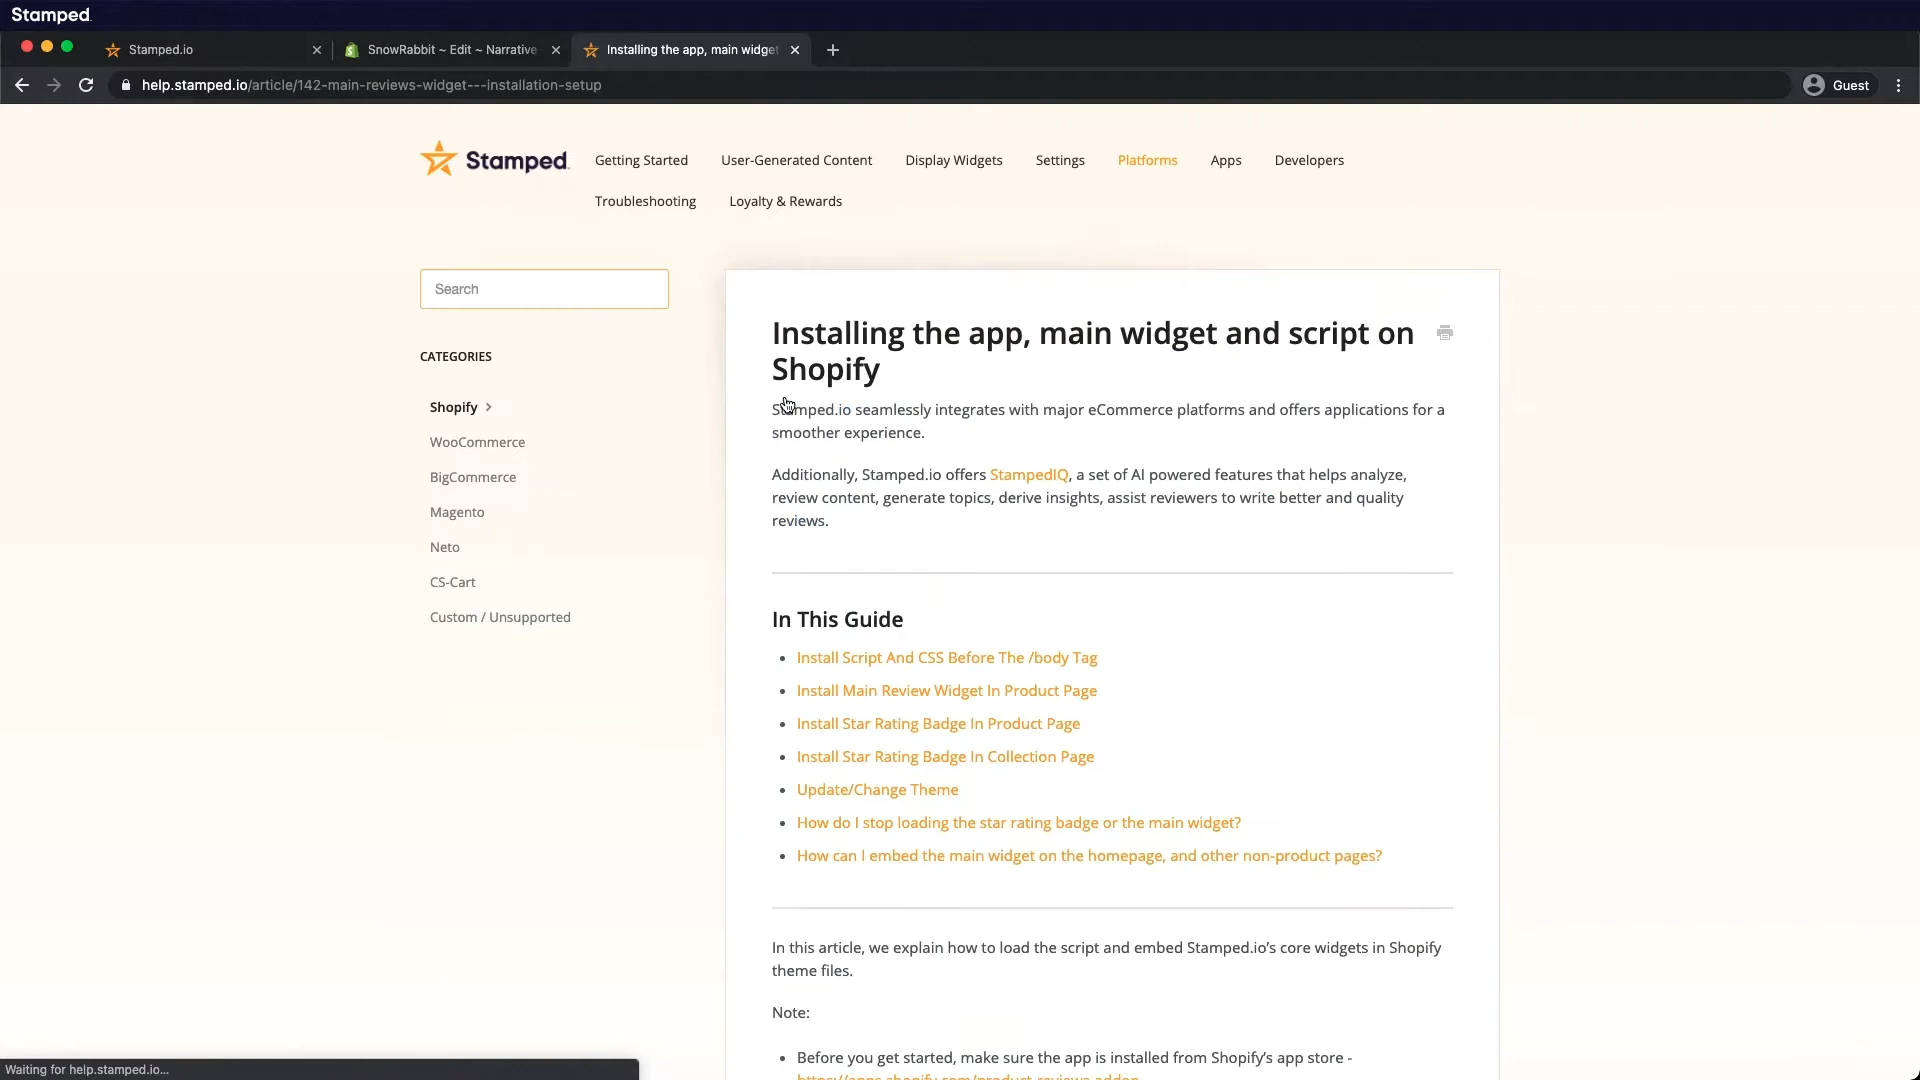 Stamped.
Stamped.io
SnowRabbit ~ Edit ~ Narrative
Installing the app, main widget
help.stamped.io/article/142-main-reviews-widget---installation-setup
Guest
Stamped.
Getting Started
User-Generated Content
Display Widgets
Settings
Platforms
Apps
Developers
Troubleshooting
Loyalty & Rewards
Search
CATEGORIES
Shopify
WooCommerce
BigCommerce
Magento
Neto
CS-Cart
Custom / Unsupported
Installing the app, main widget and script on
Shopify
Stamped.io seamlessly integrates with major eCommerce platforms and offers applications for a
smoother experience.
Additionally, Stamped.io offers StampedIQ, a set of AI powered features that helps analyze,
review content, generate topics, derive insights, assist reviewers to write better and quality
reviews.
In This Guide
Install Script And CSS Before The /body Tag
Install Main Review Widget In Product Page
Install Star Rating Badge In Product Page
Install Star Rating Badge In Collection Page
Update/Change Theme
How do I stop loading the star rating badge or the main widget?
How can I embed the main widget on the homepage, and other non-product pages?
In this article, we explain how to load the script and embed Stamped.io's core widgets in Shopify
theme files.
Note:
Before you get started, make sure the app is installed from Shopify's app store -
https://apps.shopify.com/product-reviews-addon
Waiting for help.stamped.io...